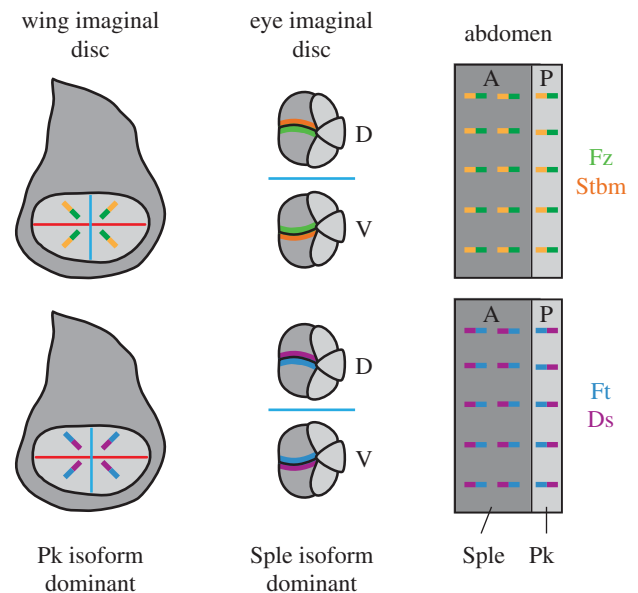 wing imaginal
disc
eye imaginal
disc
abdomen
D
V
A P
Fz
Stbm
D
V
A P
Ft
Ds
Pk isoform
dominant
Sple isoform
dominant
Sple Pk